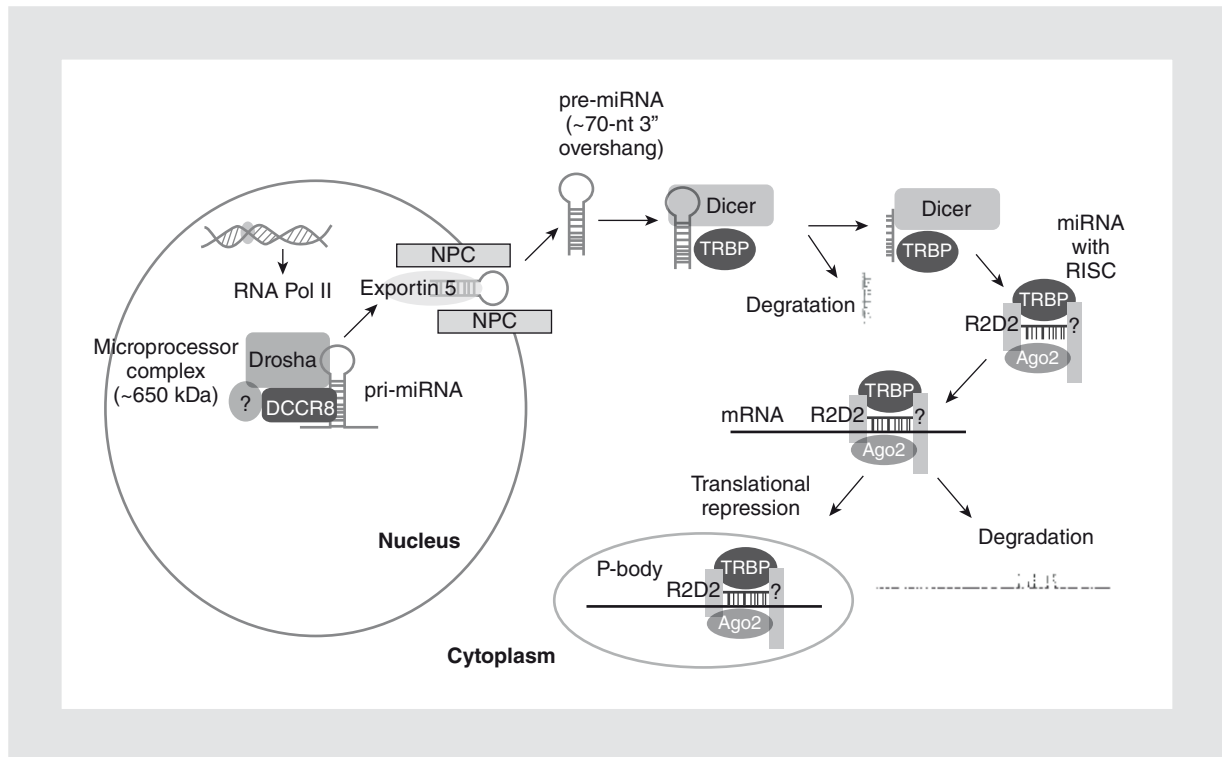 pre-miRNA
(~70-nt 3”
overshang)
NPC
Exportin 5
NPC
RNA Pol II
Microprocessor
complex
(~650 kDa)
Drosha
?
DCCR8
pri-miRNA
Nucleus
Dicer
TRBP
Degratation
Dicer
TRBP
miRNA
with
RISC
TRBP
R2D2
?
Ago2
mRNA
TRBP
R2D2
?
Ago2
Translational
repression
Degradation
P-body
TRBP
R2D2
?
Ago2
Cytoplasm